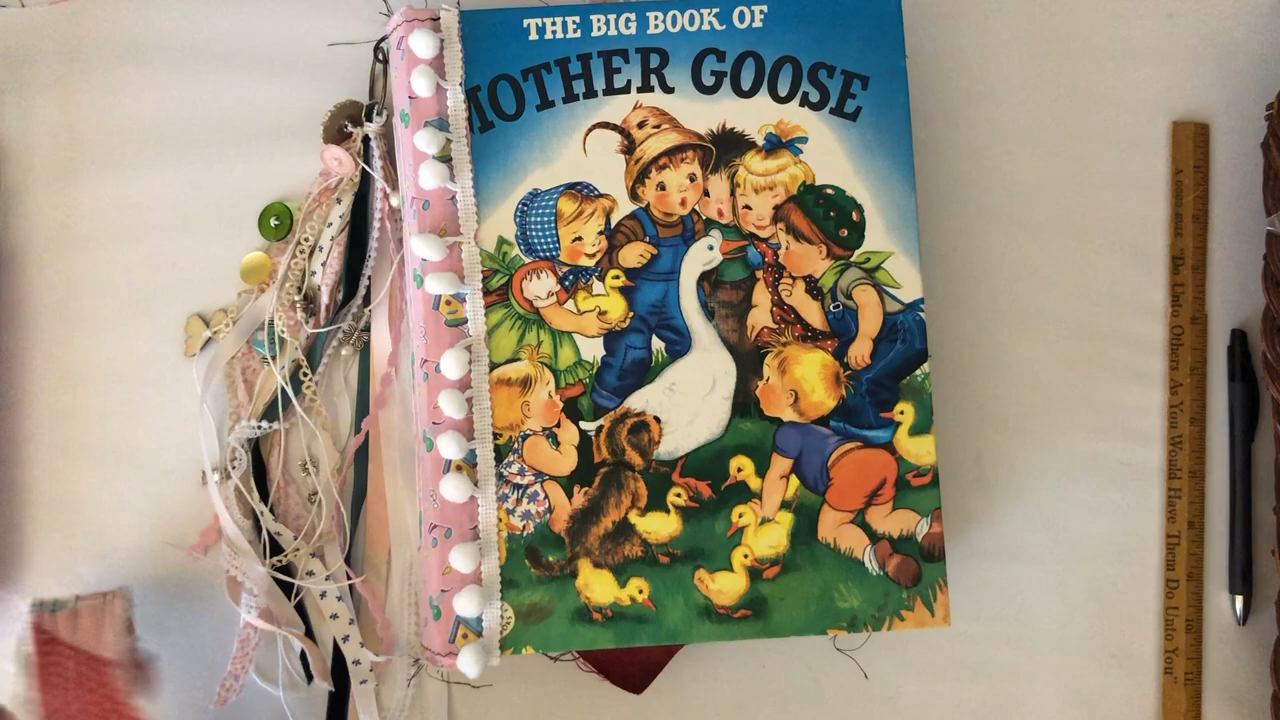 THE BIG BOOK OF
MOTHER GOOSE
"Do Unto Others As You Would Have Them Do Unto You"